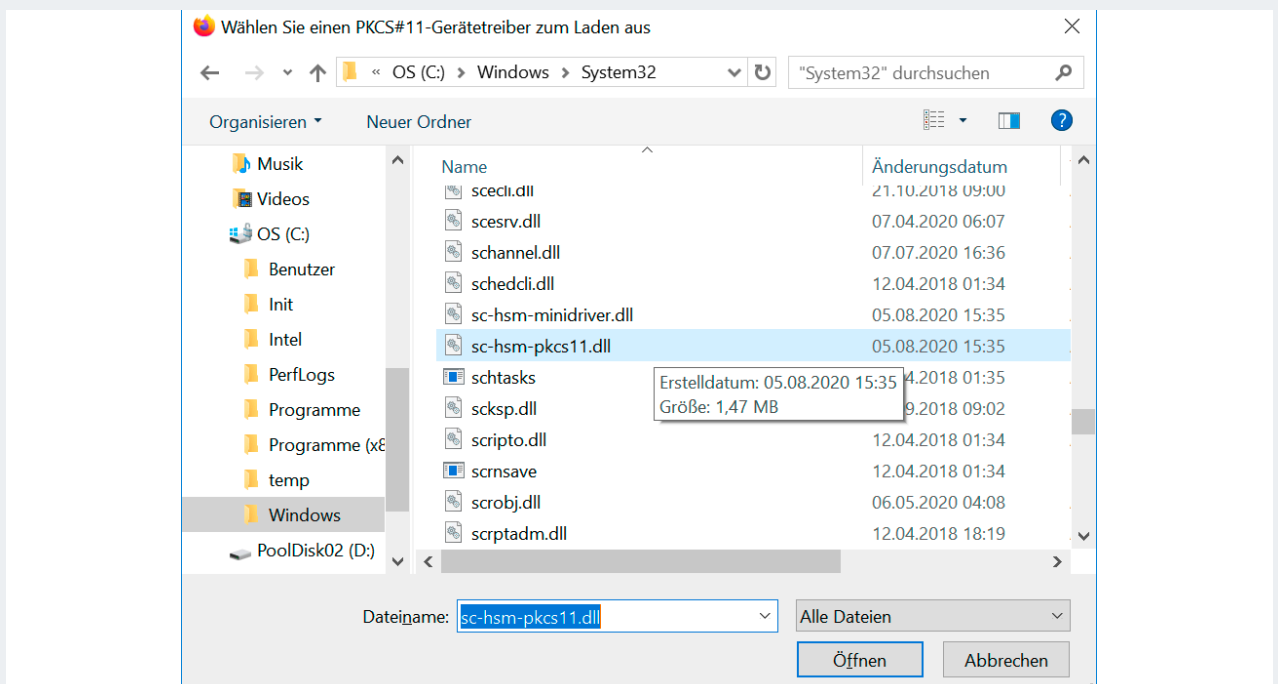 Wählen Sie einen PKCS#11-Gerätetreiber zum Laden aus
« OS (C:) > Windows > System32
"System32" durchsuchen
Organisieren Neuer Ordner
?
Musik
Videos
OS (C:)
Benutzer
Init
Intel
PerfLogs
Programme
Programme (x8
temp
Windows
PoolDisk02 (D:)
Name Änderungsdatum
scecli.dll 21.10.2018 09:00
scesrv.dll 07.04.2020 06:07
schannel.dll 07.07.2020 16:36
schedcli.dll 12.04.2018 01:34
sc-hsm-minidriver.dll 05.08.2020 15:35
sc-hsm-pkcs11.dll 05.08.2020 15:35
schtasks 4.2018 01:35
scksp.dll 9.2018 09:02
scripto.dll 12.04.2018 01:34
scrnsave 12.04.2018 01:34
scrobj.dll 06.05.2020 04:08
scrptadm.dll 12.04.2018 18:19
Erstelldatum: 05.08.2020 15:35
Größe: 1,47 MB
Dateiname: sc-hsm-pkcs11.dll Alle Dateien
Öffnen Abbrechen